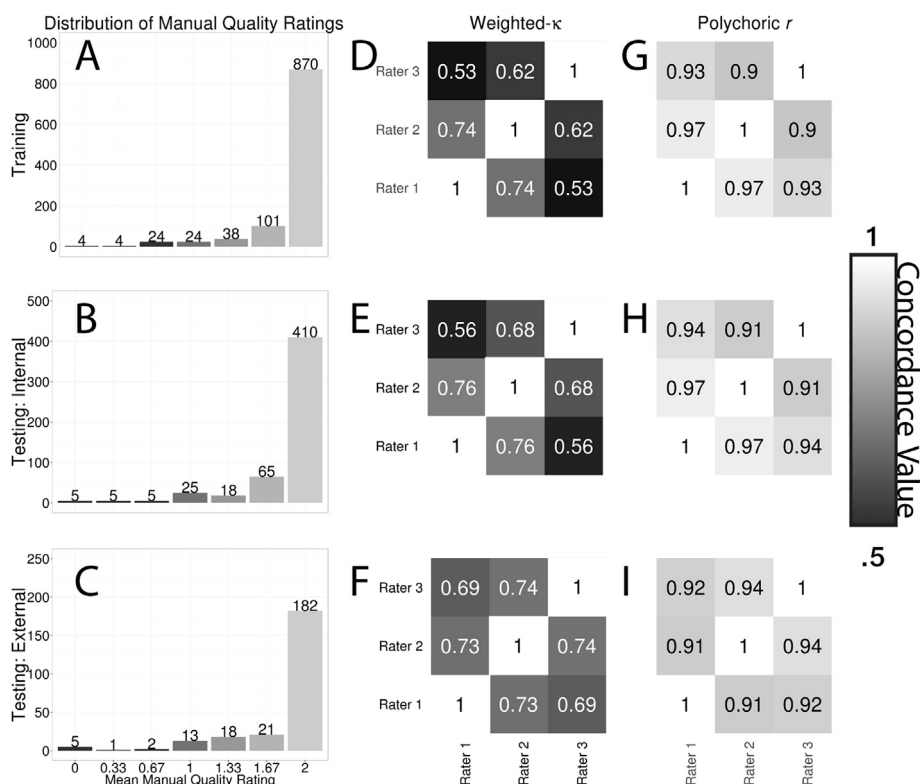 Distribution of Manual Quality Ratings
Weighted-κ
Polychoric r
A
Training
1000
800
600
400
200
0
4 4 24 24 38 101 870
D
Rater 3 0.53 0.62 1
Rater 2 0.74 1 0.62
Rater 1 1 0.74 0.53
G
0.93 0.9 1
0.97 1 0.9
1 0.97 0.93
B
Testing: Internal
500
400
300
200
100
0
5 5 5 25 18 65 410
E
Rater 3 0.56 0.68 1
Rater 2 0.76 1 0.68
Rater 1 1 0.76 0.56
H
0.94 0.91 1
0.97 1 0.91
1 0.97 0.94
C
Testing: External
250
200
150
100
50
0
5 1 2 13 18 21 182
0 0.33 0.67 1 1.33 1.67 2
Mean Manual Quality Rating
F
Rater 3 0.69 0.74 1
Rater 2 0.73 1 0.74
Rater 1 1 0.73 0.69
Rater 1
Rater 2
Rater 3
I
0.92 0.94 1
0.91 1 0.94
1 0.91 0.92
Rater 1
Rater 2
Rater 3
1
Concordance Value
.5